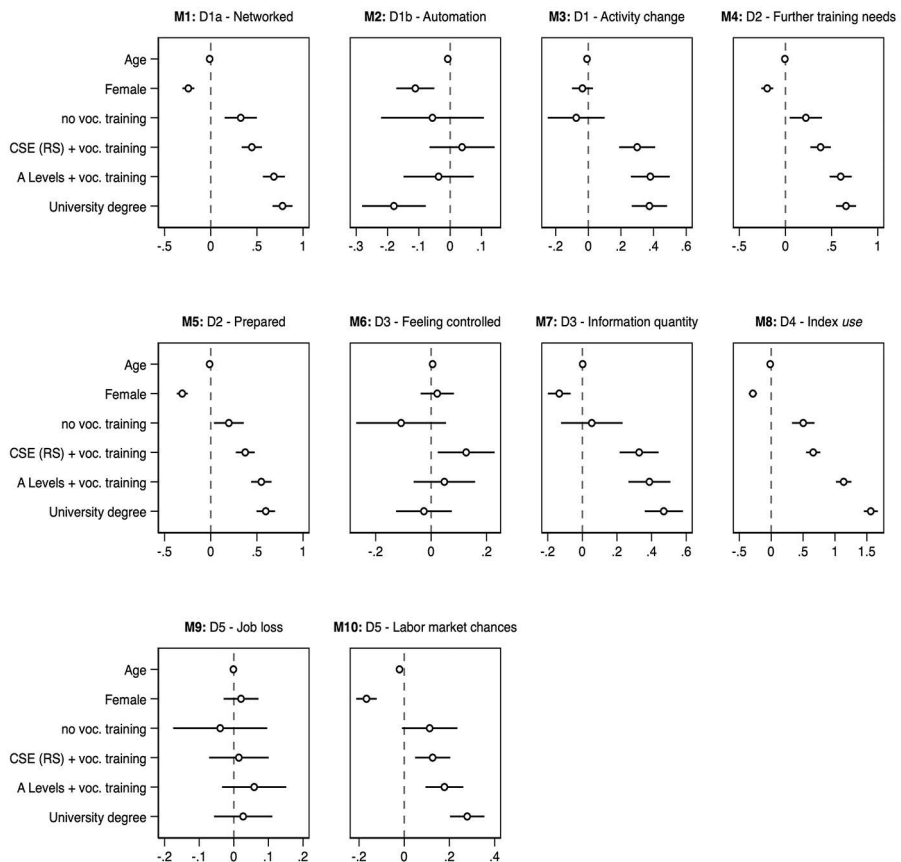 M1: D1a - Networked
M2: D1b - Automation
M3: D1 - Activity change
M4: D2 - Further training needs
Age
Female
no voc. training
CSE (RS) + voc. training
A Levels + voc. training
University degree
-.5 0 .5 1
-.3 -.2 -.1 0 .1
-.2 0 .2 .4 .6
-.5 0 .5 1
M5: D2 - Prepared
M6: D3 - Feeling controlled
M7: D3 - Information quantity
M8: D4 - Index use
Age
Female
no voc. training
CSE (RS) + voc. training
A Levels + voc. training
University degree
-.5 0 .5 1
-.2 0 .2
-.2 0 .2 .4 .6
-.5 0 .5 1 1.5
M9: D5 - Job loss
M10: D5 - Labor market chances
Age
Female
no voc. training
CSE (RS) + voc. training
A Levels + voc. training
University degree
-.2 -.1 0 .1 .2
-.2 0 .2 .4